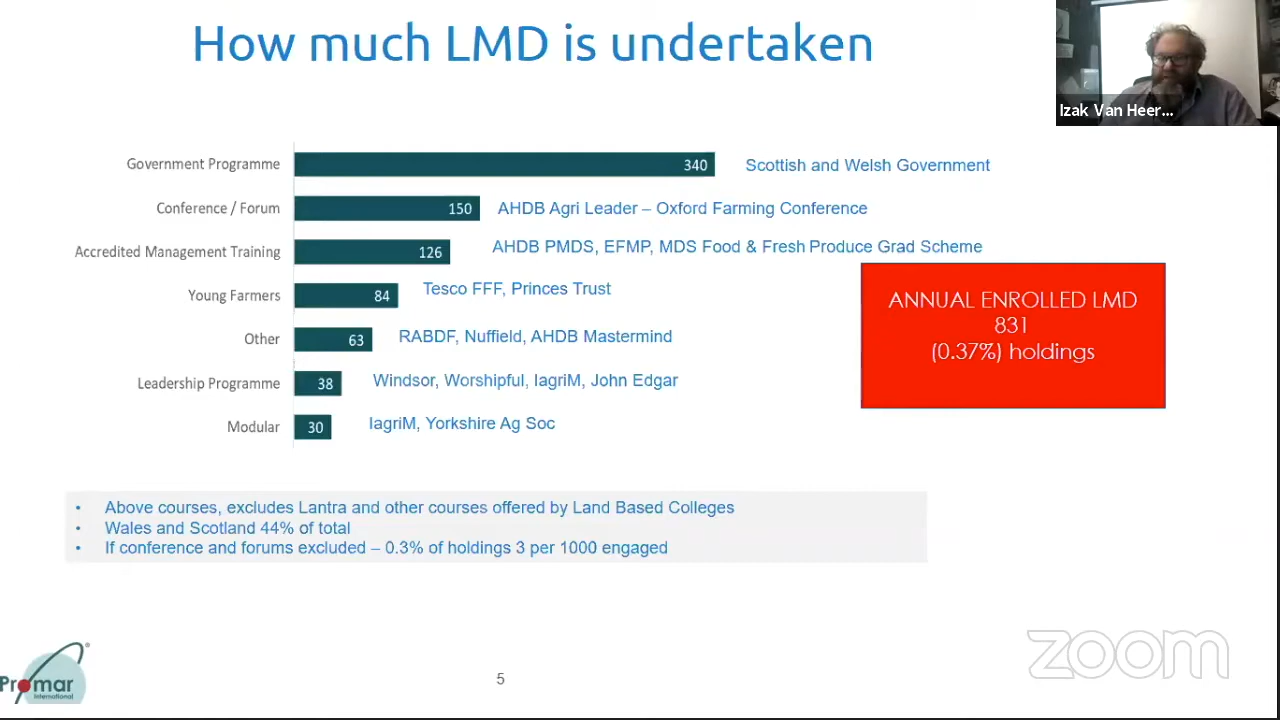 How much LMD is undertaken
Izak Van Heer...
Government Programme 340 Scottish and Welsh Government
Conference / Forum 150 AHDB Agri Leader – Oxford Farming Conference
Accredited Management Training 126 AHDB PMDS, EFMP, MDS Food & Fresh Produce Grad Scheme
Young Farmers 84 Tesco FFF, Princes Trust
Other 63 RABDF, Nuffield, AHDB Mastermind
Leadership Programme 38 Windsor, Worshipful, IagriM, John Edgar
Modular 30 IagriM, Yorkshire Ag Soc
ANNUAL ENROLLED LMD
831
(0.37%) holdings
• Above courses, excludes Lantra and other courses offered by Land Based Colleges
• Wales and Scotland 44% of total
• If conference and forums excluded – 0.3% of holdings 3 per 1000 engaged
Promar
International
5
zoom